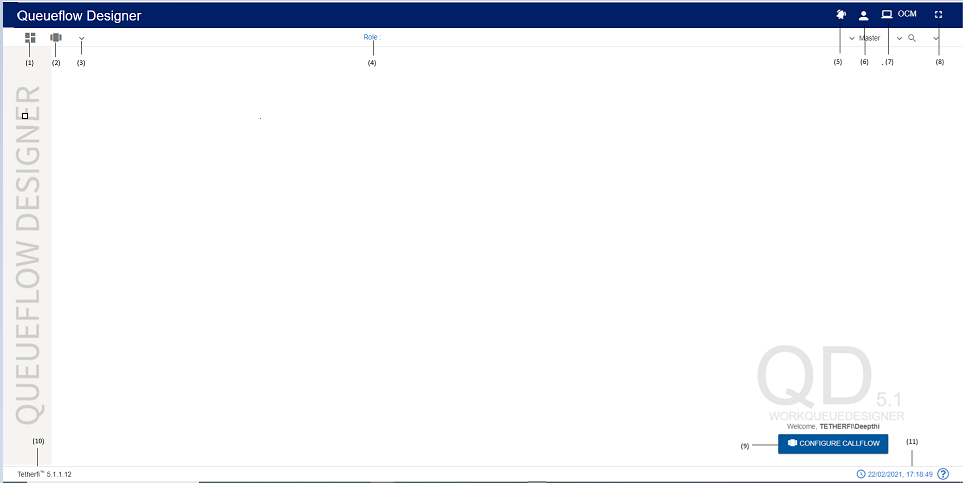 Queueflow Designer
OCM
Role :
Master
(1)
(2)
(3)
(4)
(5)
(6)
(7)
(8)
QUEUEFLOW DESIGNER
QD 5.1
WORKQUEUEDESIGNER
Welcome, TETHERFI\Deepthi
(9)
CONFIGURE CALLFLOW
(10)
(11)
Tetherfi™ 5.1.1.12
22/02/2021, 17:18:49